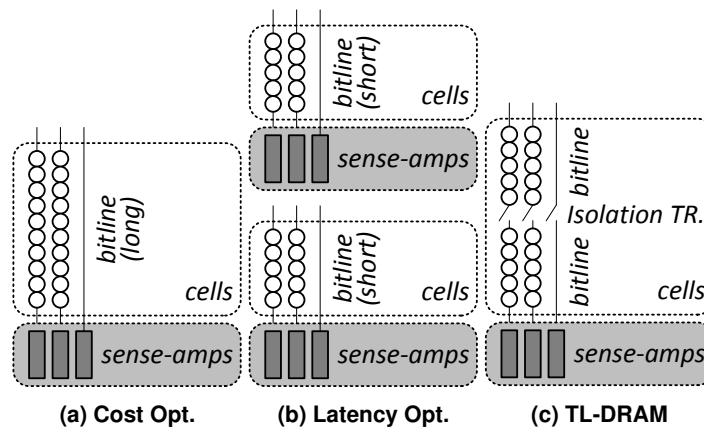 bitline
(long)
cells
sense-amps
(a) Cost Opt.
bitline
(short)
cells
sense-amps
bitline
(short)
cells
sense-amps
(b) Latency Opt.
bitline
Isolation TR.
bitline
cells
sense-amps
(c) TL-DRAM